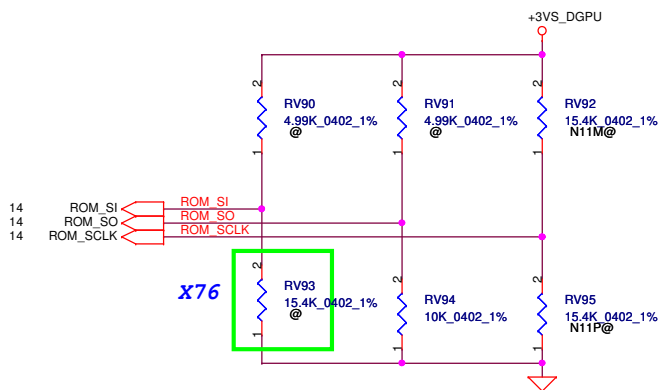 +3VS_DGPU
2
2
2
RV90
4.99K_0402_1%
@
RV91
4.99K_0402_1%
@
RV92
15.4K_0402_1%
N11M@
1
1
1
14 ROM_SI ROM_SI
14 ROM_SO ROM_SO
14 ROM_SCLK ROM_SCLK
X76
2
2
2
RV93
15.4K_0402_1%
@
RV94
10K_0402_1%
RV95
15.4K_0402_1%
N11P@
1
1
1